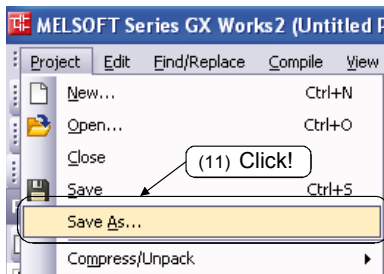 MELSOFT Series GX Works2 (Untitled P
Project Edit Find/Replace Compile View
New... Ctrl+N
Open... Ctrl+O
Close
(11) Click!
Save Ctrl+S
Save As...
Compress/Unpack